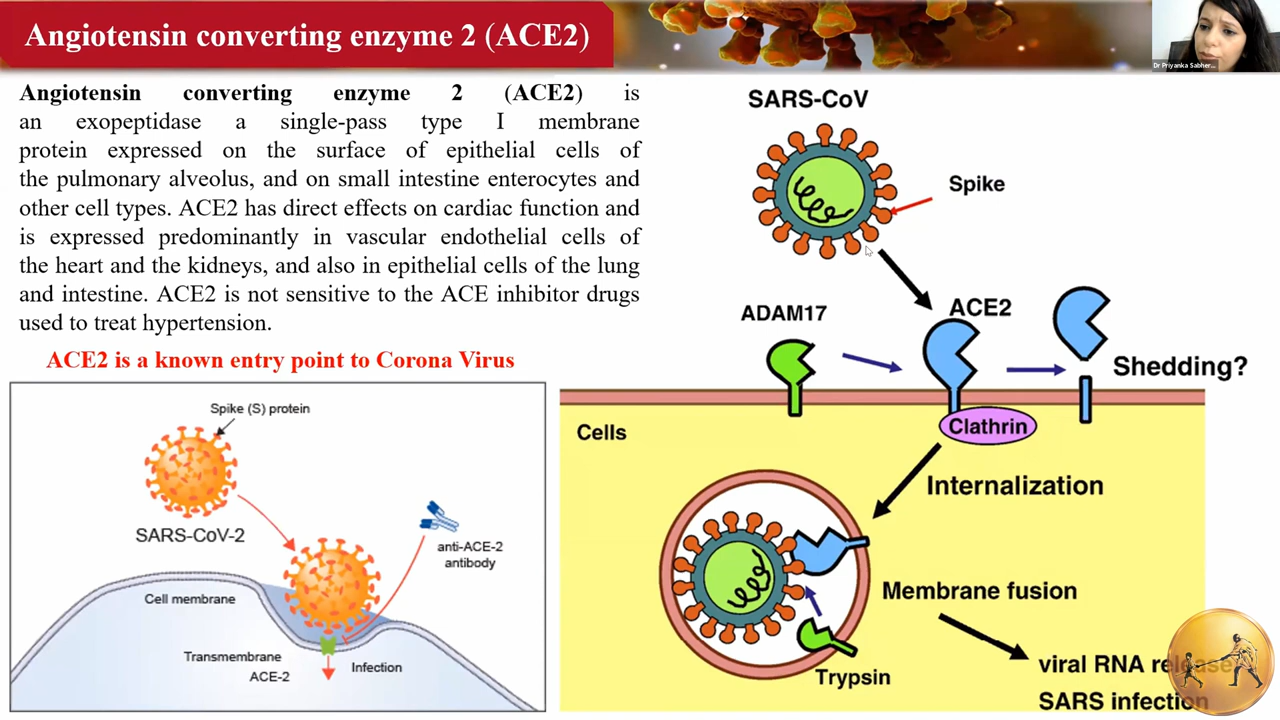 Angiotensin converting enzyme 2 (ACE2)
Dr Priyanka Sabher...
Angiotensin converting enzyme 2 (ACE2) is
an exopeptidase a single-pass type I membrane
protein expressed on the surface of epithelial cells of
the pulmonary alveolus, and on small intestine enterocytes and
other cell types. ACE2 has direct effects on cardiac function and
is expressed predominantly in vascular endothelial cells of
the heart and the kidneys, and also in epithelial cells of the lung
and intestine. ACE2 is not sensitive to the ACE inhibitor drugs
used to treat hypertension.
ACE2 is a known entry point to Corona Virus
Spike (S) protein
SARS-CoV-2
anti-ACE-2
antibody
Cell membrane
Transmembrane
ACE-2
Infection
SARS-CoV
Spike
ADAM17
ACE2
Shedding?
Cells
Clathrin
Internalization
Membrane fusion
Trypsin
viral RNA release
SARS infection